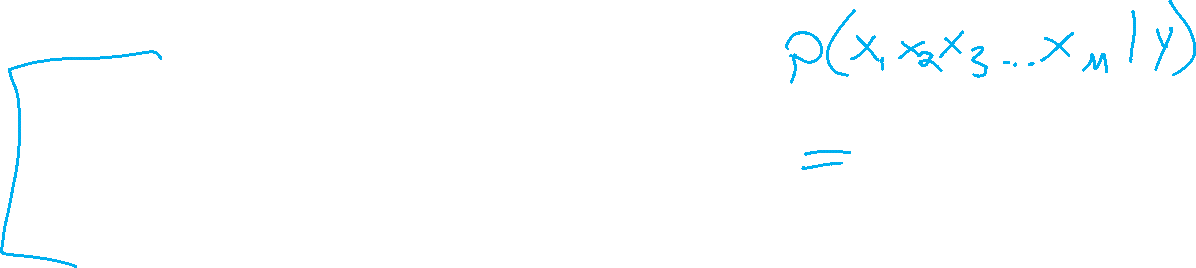 p(x₁ x₂ x₃ ... xₙ | y)
=